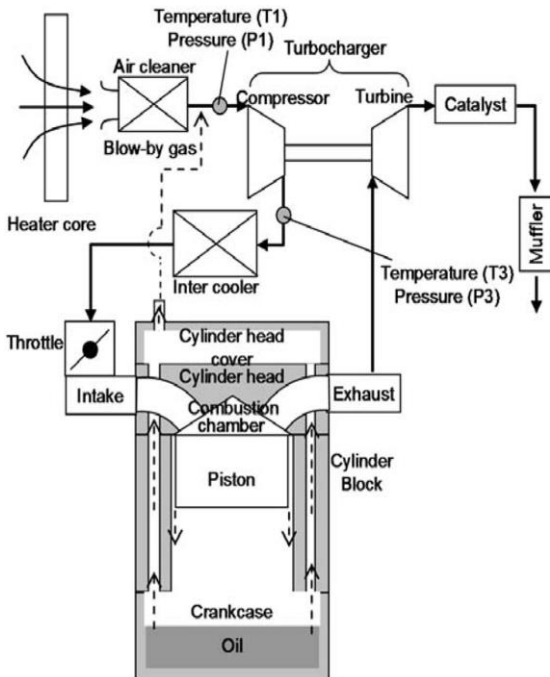 Temperature (T1)
Pressure (P1)
Turbocharger
Air cleaner
Compressor
Turbine
Catalyst
Blow-by gas
Heater core
Muffler
Inter cooler
Temperature (T3)
Pressure (P3)
Throttle
Cylinder head
cover
Cylinder head
Intake
Exhaust
Combustion
chamber
Piston
Cylinder
Block
Crankcase
Oil